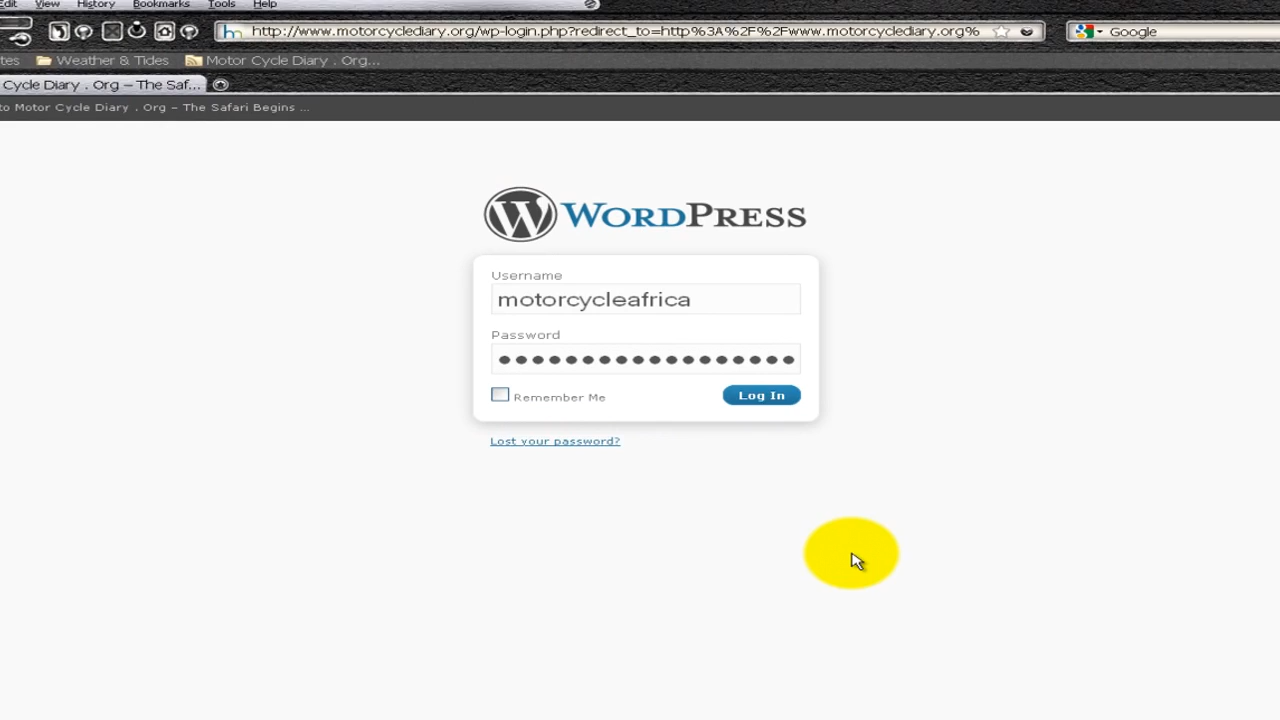 Edit View History Bookmarks Tools Help
http://www.motorcyclediary.org/wp-login.php?redirect_to=http%3A%2F%2Fwww.motorcyclediary.org% Google
Weather & Tides Motor Cycle Diary . Org...
Cycle Diary . Org – The Saf...
to Motor Cycle Diary . Org – The Safari Begins ...
WORDPRESS
Username
motorcycleafrica
Password
Remember Me Log In
Lost your password?